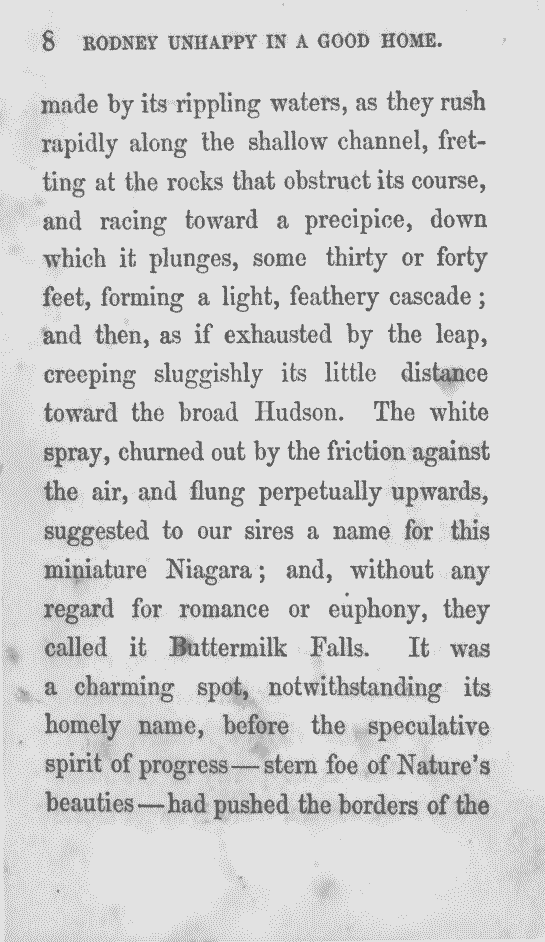 8 RODNEY UNHAPPY IN A GOOD HOME.
made by its rippling waters, as they rush
rapidly along the shallow channel, fret-
ting at the rocks that obstruct its course,
and racing toward a precipice, down
which it plunges, some thirty or forty
feet, forming a light, feathery cascade ;
and then, as if exhausted by the leap,
creeping sluggishly its little distance
toward the broad Hudson. The white
spray, churned out by the friction against
the air, and flung perpetually upwards,
suggested to our sires a name for this
miniature Niagara ; and, without any
regard for romance or euphony, they
called it Buttermilk Falls. It was
a charming spot, notwithstanding its
homely name, before the speculative
spirit of progress—stern foe of Nature's
beauties—had pushed the borders of the